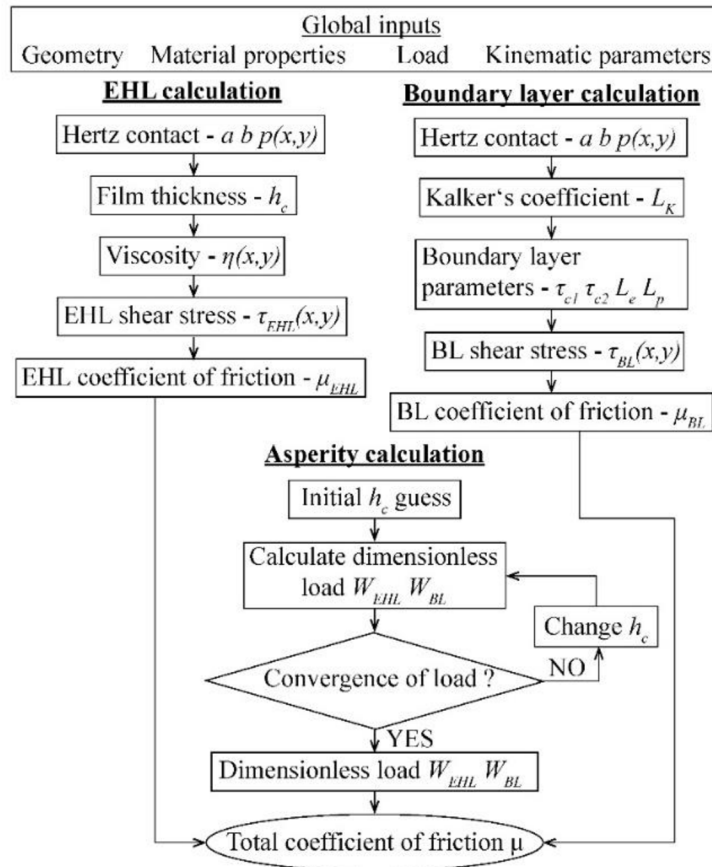 Global inputs
Geometry Material properties Load Kinematic parameters
EHL calculation
Hertz contact - a b p(x,y)
Film thickness - h_c
Viscosity - η(x,y)
EHL shear stress - τ_EHL(x,y)
EHL coefficient of friction - μ_EHL
Boundary layer calculation
Hertz contact - a b p(x,y)
Kalker‘s coefficient - L_K
Boundary layer
parameters - τ_c1 τ_c2 L_e L_p
BL shear stress - τ_BL(x,y)
BL coefficient of friction - μ_BL
Asperity calculation
Initial h_c guess
Calculate dimensionless
load W_EHL W_BL
Change h_c
Convergence of load ?
NO
YES
Dimensionless load W_EHL W_BL
Total coefficient of friction μ